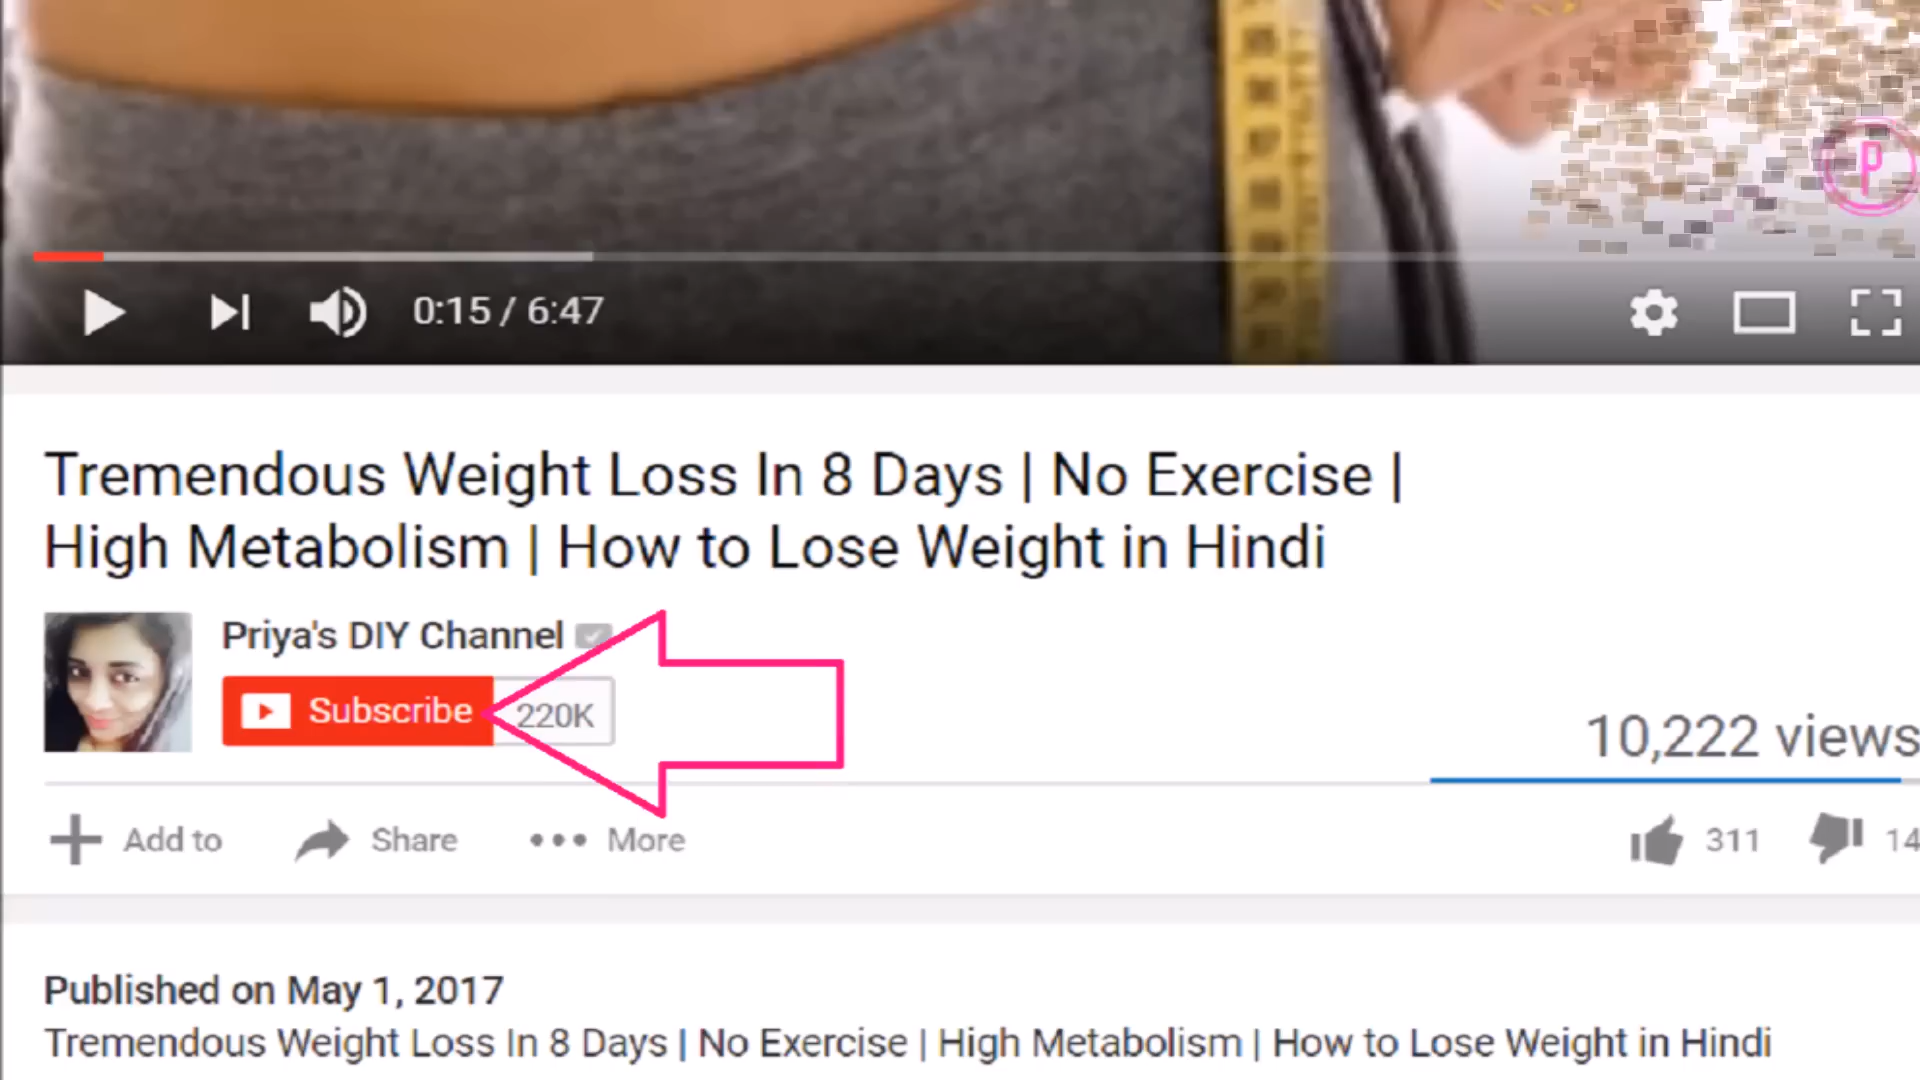 P
0:15 / 6:47
Tremendous Weight Loss In 8 Days | No Exercise |
High Metabolism | How to Lose Weight in Hindi
Priya's DIY Channel
Subscribe 220K
10,222 views
Add to Share More 311 14
Published on May 1, 2017
Tremendous Weight Loss In 8 Days | No Exercise | High Metabolism | How to Lose Weight in Hindi